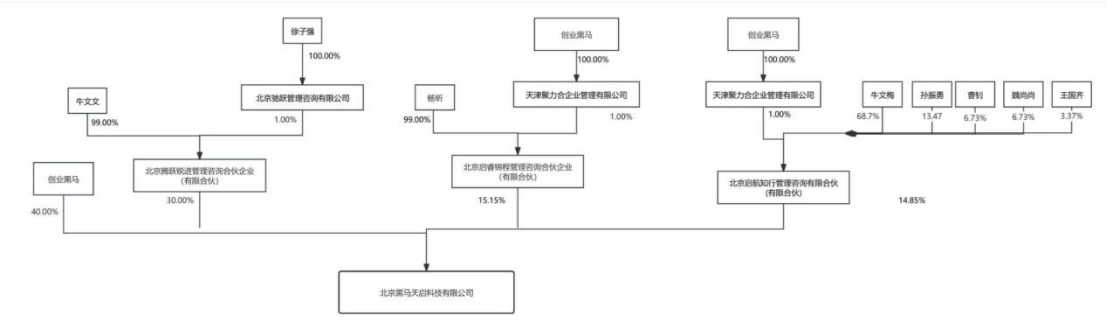 徐子强
创业黑马
创业黑马
100.00%
100.00%
100.00%
牛文文
北京驰跃管理咨询有限公司
杨昕
天津聚力合企业管理有限公司
天津聚力合企业管理有限公司
牛文梅
孙振勇
曹钊
魏尚尚
王国齐
99.00%
1.00%
99.00%
1.00%
1.00%
68.7%
13.47
6.73%
6.73%
3.37%
创业黑马
北京腾跃锐进管理咨询合伙企业
(有限合伙)
北京启睿锦程管理咨询合伙企业
(有限合伙)
北京启航知行管理咨询有限合伙
(有限合伙)
40.00%
30.00%
15.15%
14.85%
北京黑马天启科技有限公司